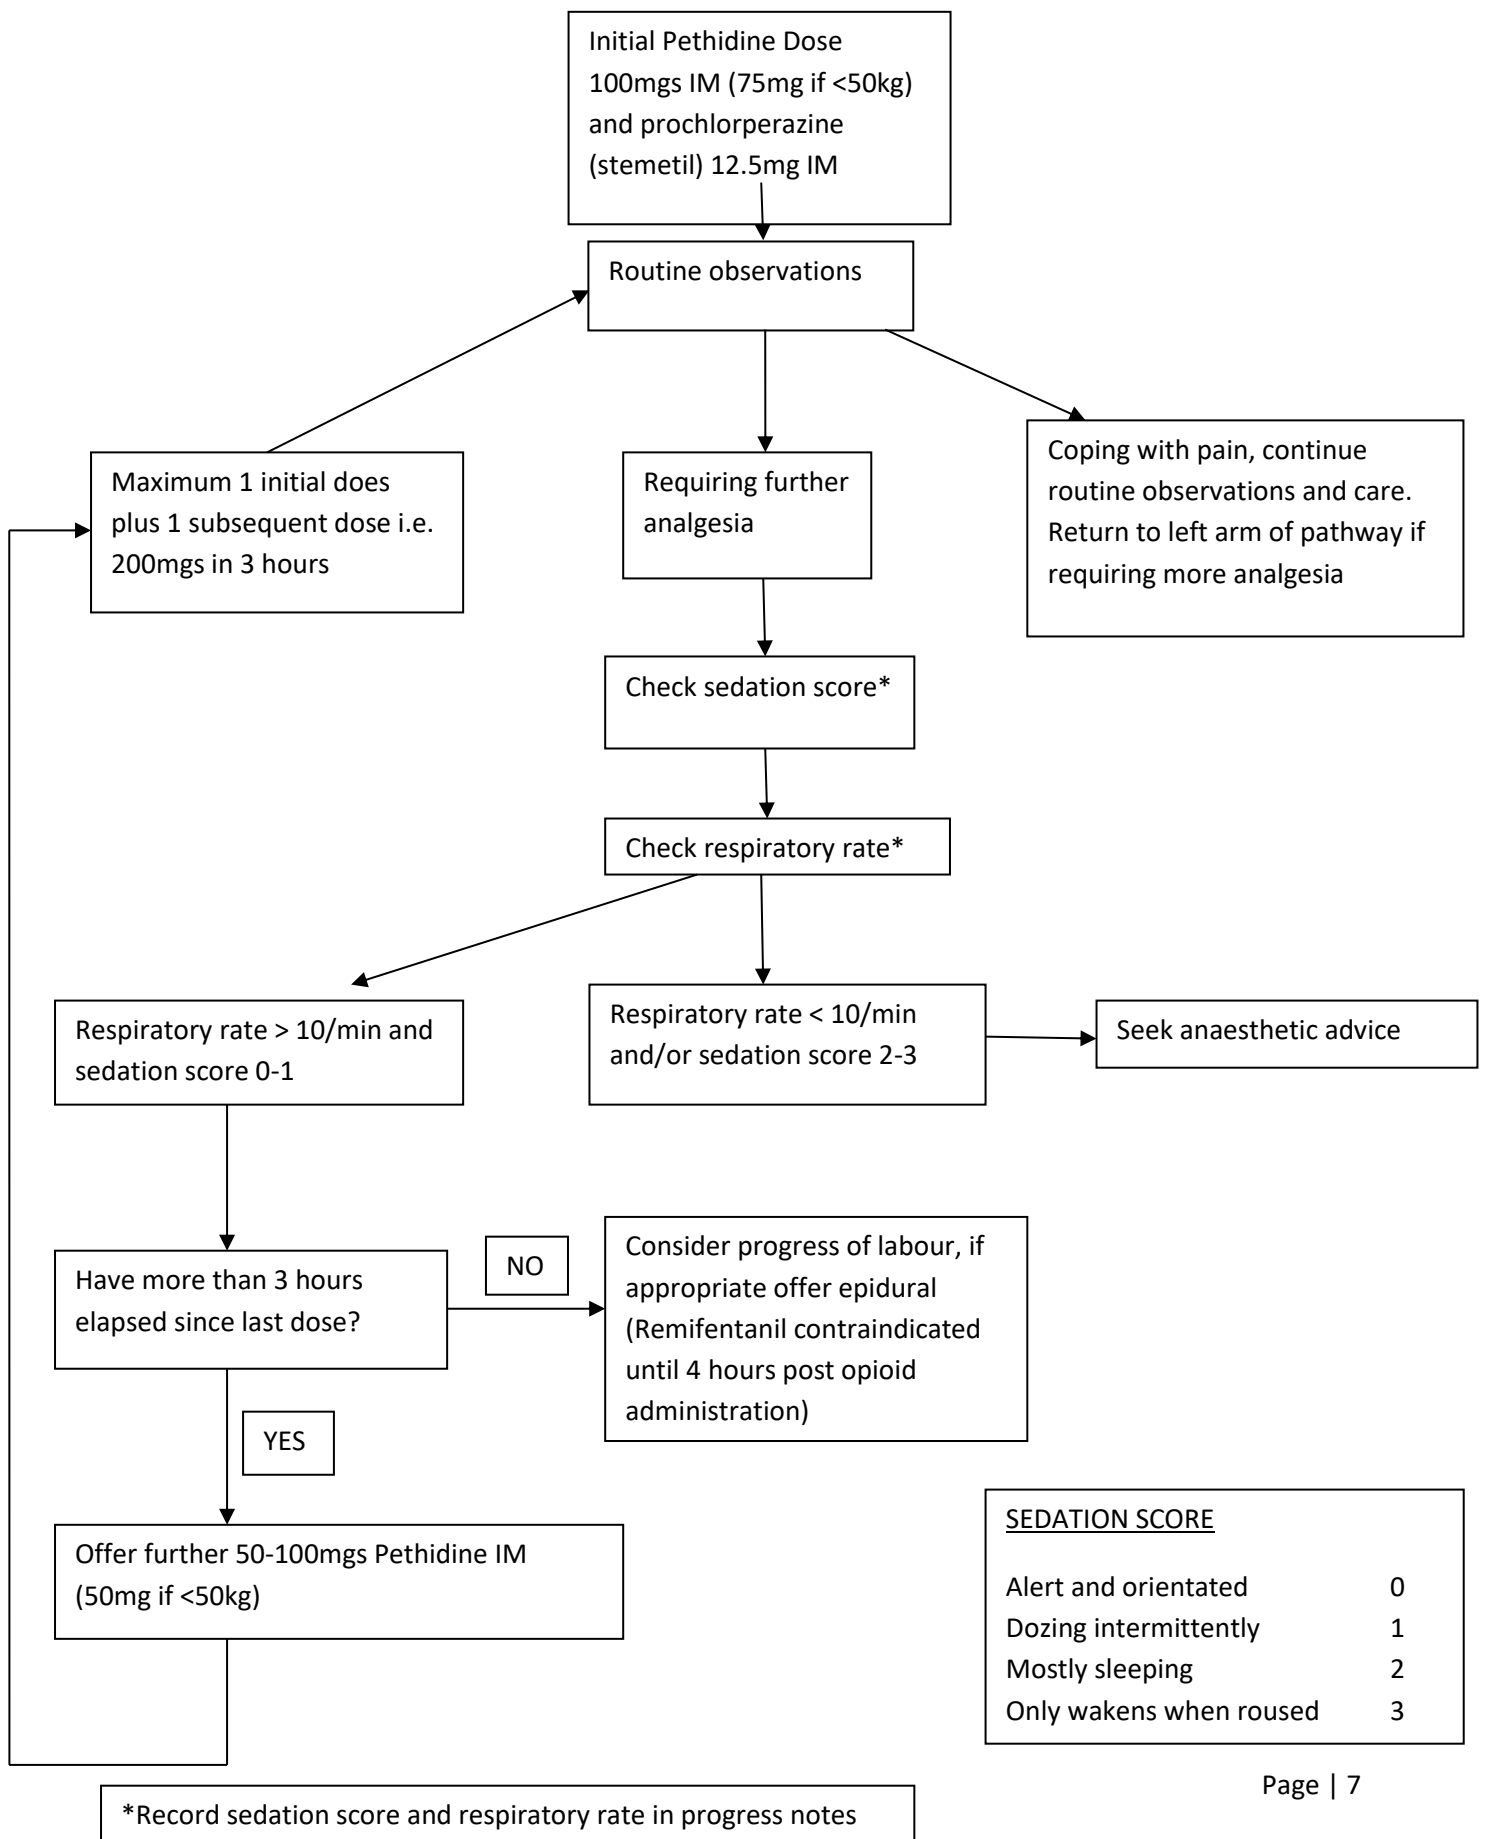 Initial Pethidine Dose
100mgs IM (75mg if <50kg)
and prochlorperazine
(stemetil) 12.5mg IM
Routine observations
Maximum 1 initial does
plus 1 subsequent dose i.e.
200mgs in 3 hours
Requiring further
analgesia
Coping with pain, continue
routine observations and care.
Return to left arm of pathway if
requiring more analgesia
Check sedation score*
Check respiratory rate*
Respiratory rate > 10/min and
sedation score 0-1
Respiratory rate < 10/min
and/or sedation score 2-3
Seek anaesthetic advice
Have more than 3 hours
elapsed since last dose?
NO
Consider progress of labour, if
appropriate offer epidural
(Remifentanil contraindicated
until 4 hours post opioid
administration)
YES
Offer further 50-100mgs Pethidine IM
(50mg if <50kg)
SEDATION SCORE
Alert and orientated 0
Dozing intermittently 1
Mostly sleeping 2
Only wakens when roused 3
Page | 7
*Record sedation score and respiratory rate in progress notes